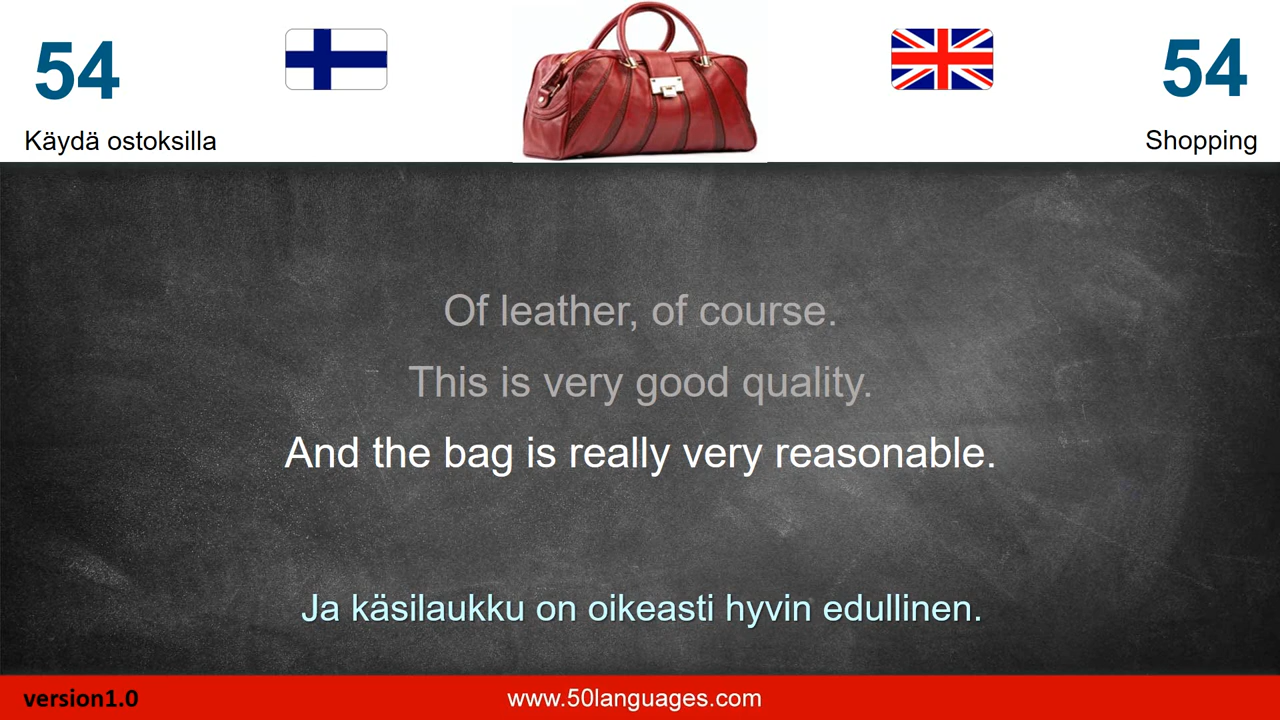 54
54
Käydä ostoksilla
Shopping
Of leather, of course.
This is very good quality.
And the bag is really very reasonable.
Ja käsilaukku on oikeasti hyvin edullinen.
version1.0
www.50languages.com